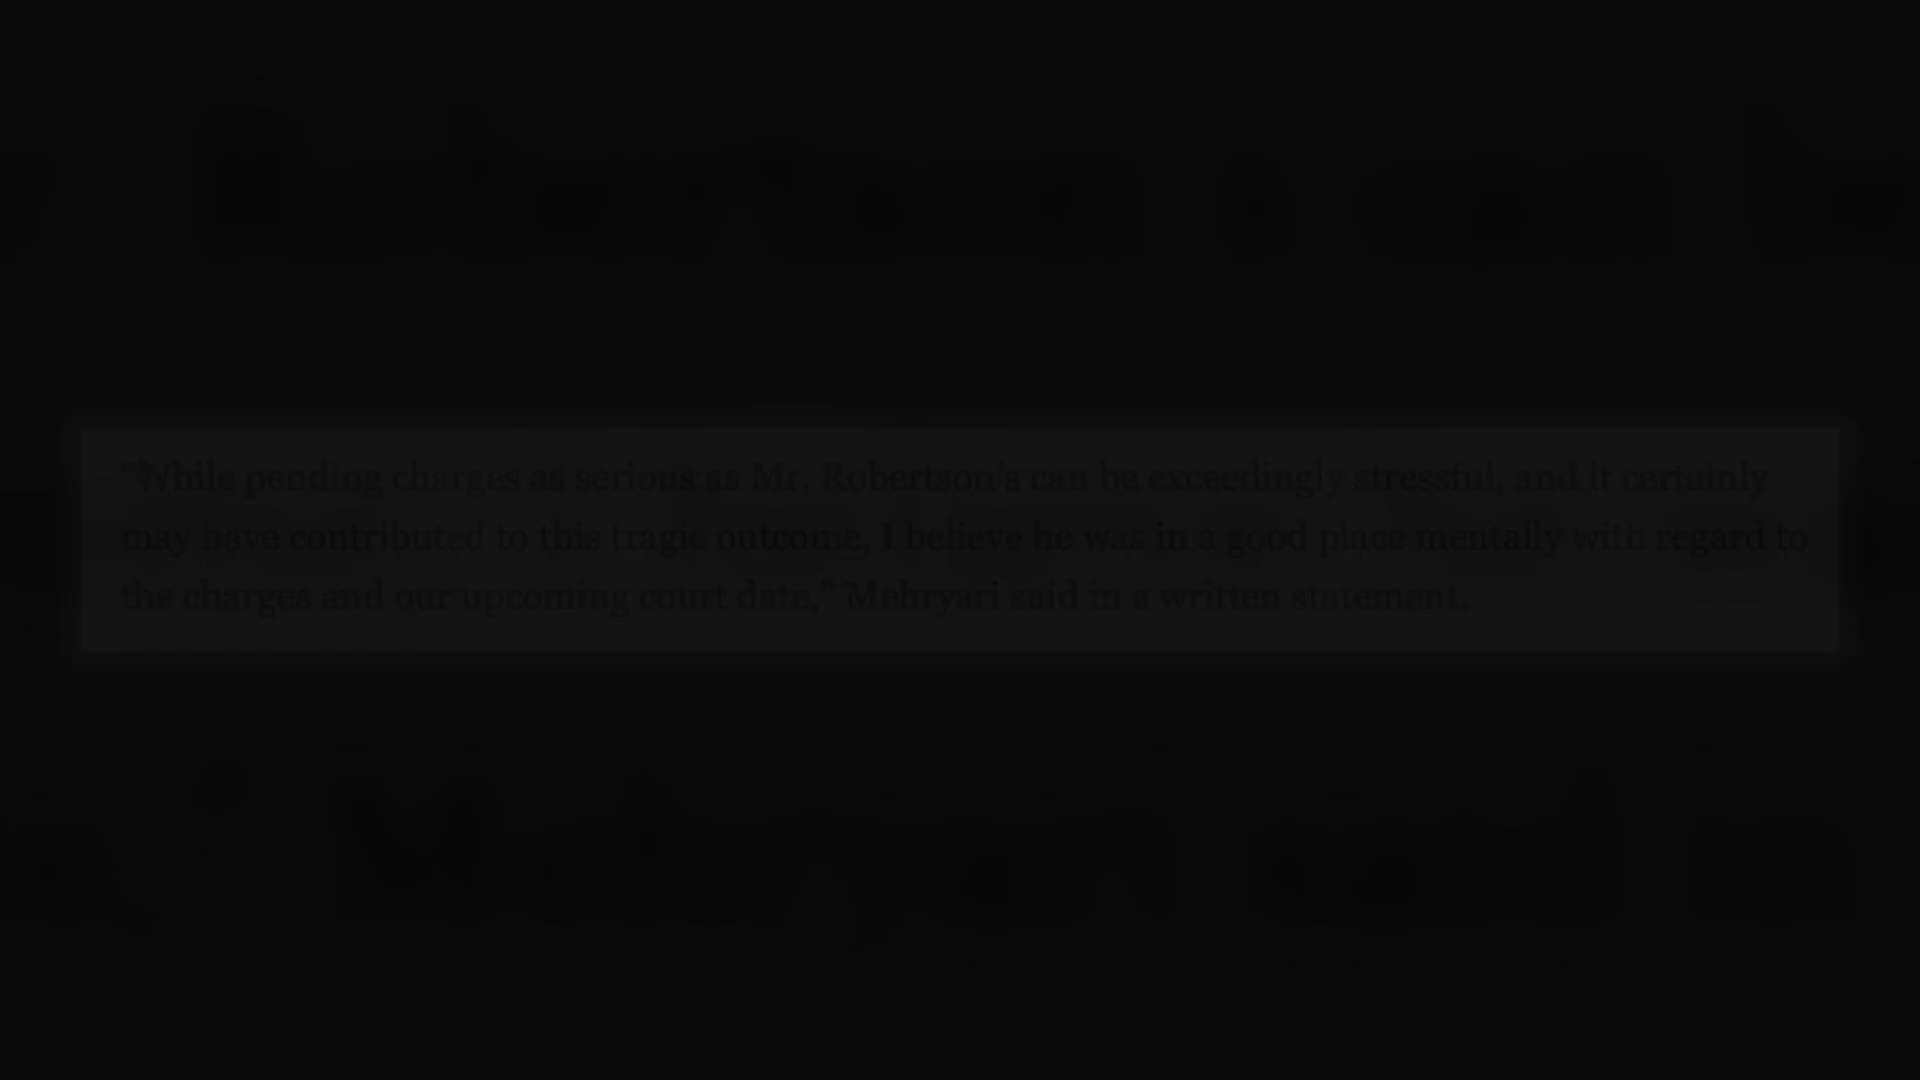 "While pending charges as serious as Mr. Robertson's can be exceedingly stressful, and it certainly
may have contributed to this tragic outcome, I believe he was in a good place mentally with regard to
the charges and our upcoming court date," Mehryari said in a written statement.